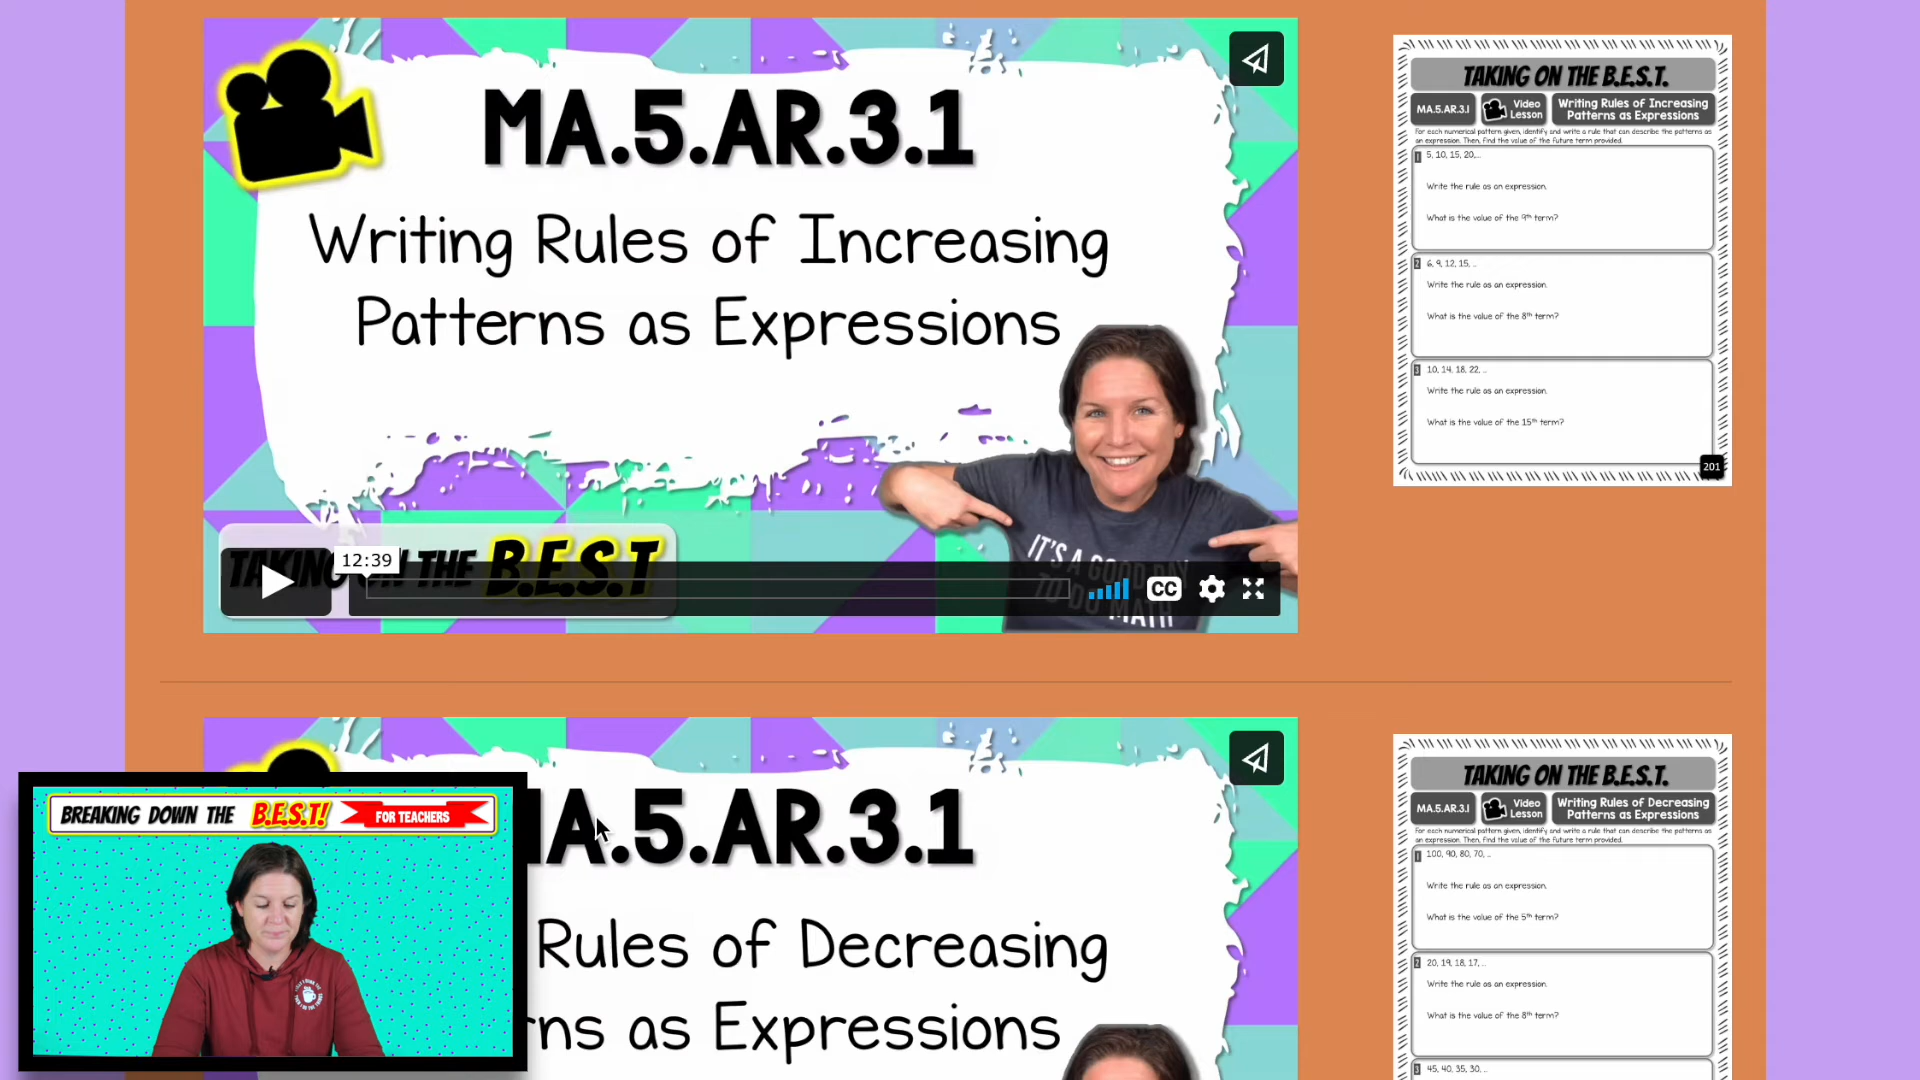 MA.5.AR.3.1
Writing Rules of Increasing
Patterns as Expressions
IT'S A GOOD DAY
TO DO MATH
TAKING ON THE B.E.S.T
12:39
CC
TAKING ON THE B.E.S.T.
MA.5.AR.3.1
Video
Lesson
Writing Rules of Increasing
Patterns as Expressions
For each numerical pattern given, identify and write a rule that can describe the patterns as
an expression. Then, find the value of the future term provided.
1 5, 10, 15, 20,...
Write the rule as an expression.
What is the value of the 9th term?
2 6, 9, 12, 15, ...
Write the rule as an expression.
What is the value of the 8th term?
3 10, 14, 18, 22, ...
Write the rule as an expression.
What is the value of the 15th term?
201
MA.5.AR.3.1
Rules of Decreasing
rns as Expressions
BREAKING DOWN THE B.E.S.T! FOR TEACHERS
TAKING ON THE B.E.S.T.
MA.5.AR.3.1
Video
Lesson
Writing Rules of Decreasing
Patterns as Expressions
For each numerical pattern given, identify and write a rule that can describe the patterns as
an expression. Then, find the value of the future term provided.
1 100, 90, 80, 70, ...
Write the rule as an expression.
What is the value of the 5th term?
2 20, 19, 18, 17, ...
Write the rule as an expression.
What is the value of the 8th term?
3 45, 40, 35, 30, ...